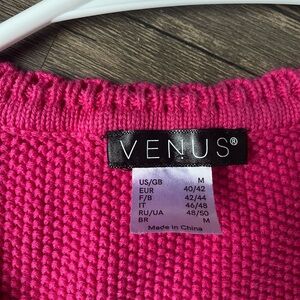 VENUS®
US/GB M
EUR 40/42
F/B 42/44
IT 46/48
RU/UA 48/50
BR M
Made in China